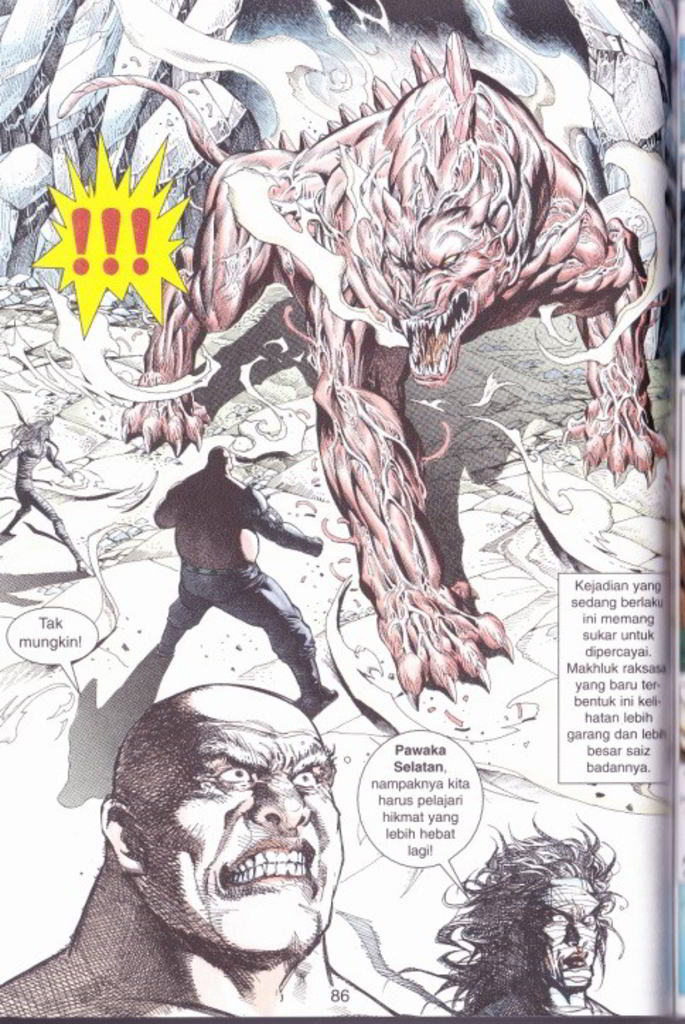 !!!
Tak
mungkin!
Kejadian yang
sedang berlaku
ini memang
sukar untuk
dipercayai.
Makhluk raksasa
yang baru ter-
bentuk ini keli-
hatan lebih
garang dan lebih
besar saiz
badannya.
Pawaka
Selatan,
nampaknya kita
harus pelajari
hikmat yang
lebih hebat
lagi!
86